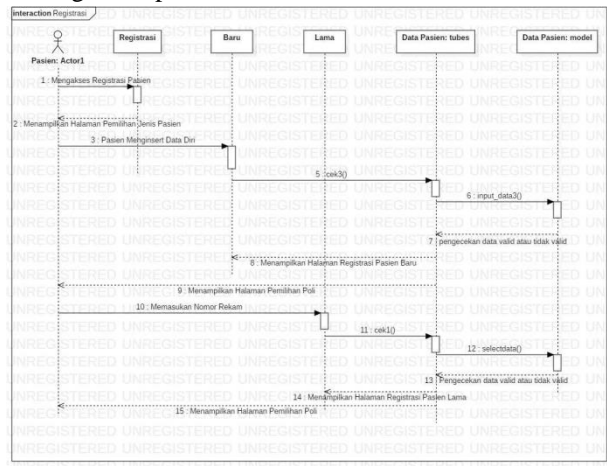 interaction Registrasi
Registrasi
Baru
Lama
Data Pasien: tubes
Data Pasien: model
Pasien: Actor1
1 : Mengakses Registrasi Pasien
2 : Menampilkan Halaman Pemilihan Jenis Pasien
3 : Pasien Menginsert Data Diri
5 : cek3()
6 : input_data3()
7 : pengecekan data valid atau tidak valid
8 : Menampilkan Halaman Registrasi Pasien Baru
9 : Menampilkan Halaman Pemilihan Poli
10 : Memasukan Nomor Rekam
11 : cek1()
12 : selectdata()
13 : Pengecekan data valid atau tidak valid
14 : Menampilkan Halaman Registrasi Pasien Lama
15 : Menampilkan Halaman Pemilihan Poli
UNREGISTERED